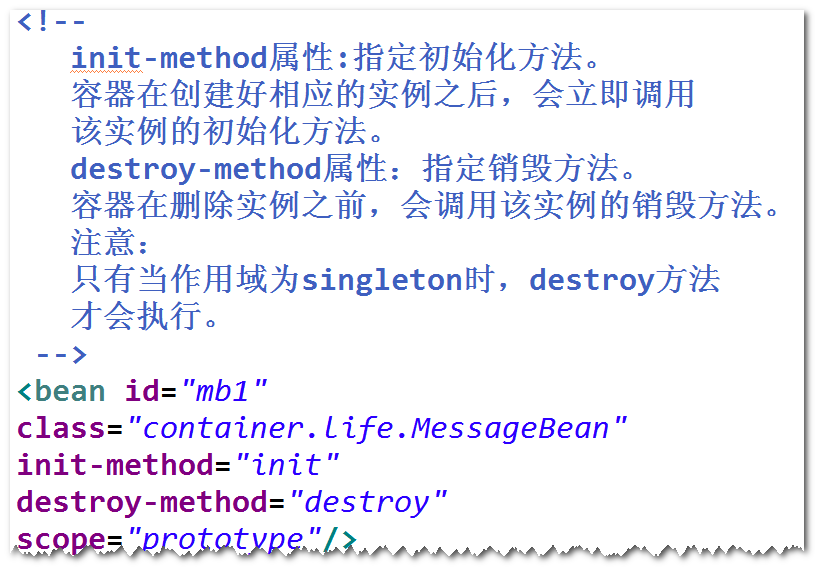 <!--
init-method属性:指定初始化方法。
容器在创建好相应的实例之后，会立即调用
该实例的初始化方法。
destroy-method属性：指定销毁方法。
容器在删除实例之前，会调用该实例的销毁方法。
注意：
只有当作用域为singleton时，destroy方法
才会执行。
-->
<bean id="mb1"
class="container.life.MessageBean"
init-method="init"
destroy-method="destroy"
scope="prototype"/>